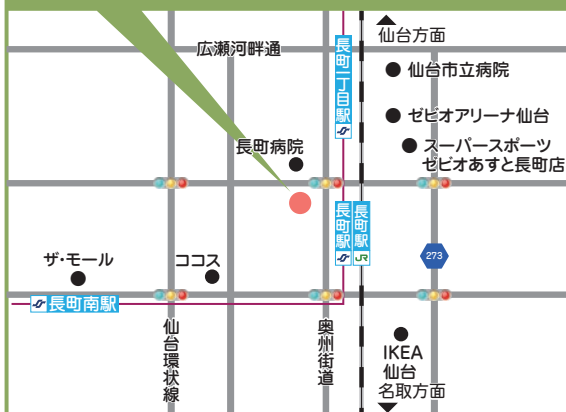 仙台方面
広瀬河畔通
長町一丁目駅
仙台市立病院
ゼビオアリーナ仙台
スーパースポーツ
ゼビオあすと長町店
長町病院
長町駅
長町駅
JR
273
ザ・モール
ココス
長町南駅
仙台環状線
奥州街道
IKEA
仙台
名取方面